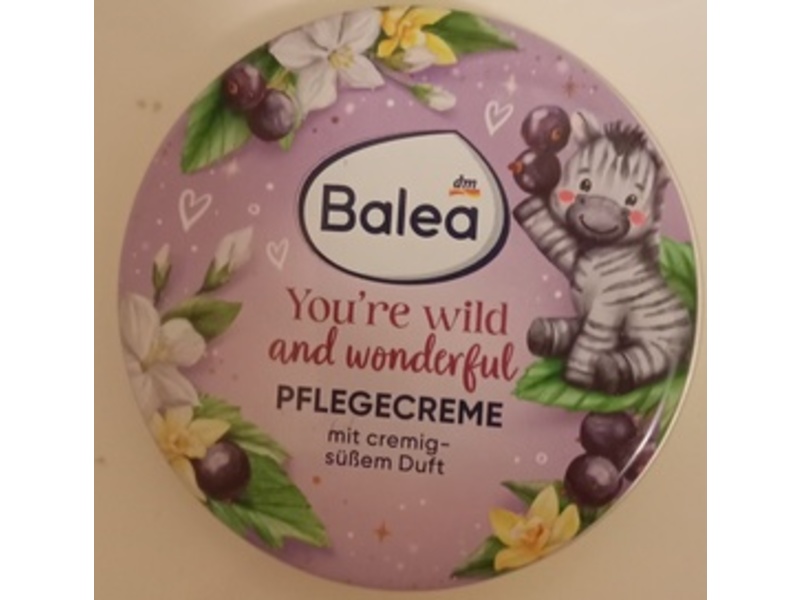 dm
Balea
You're wild
and wonderful
PFLEGECREME
mit cremig-
süßem Duft